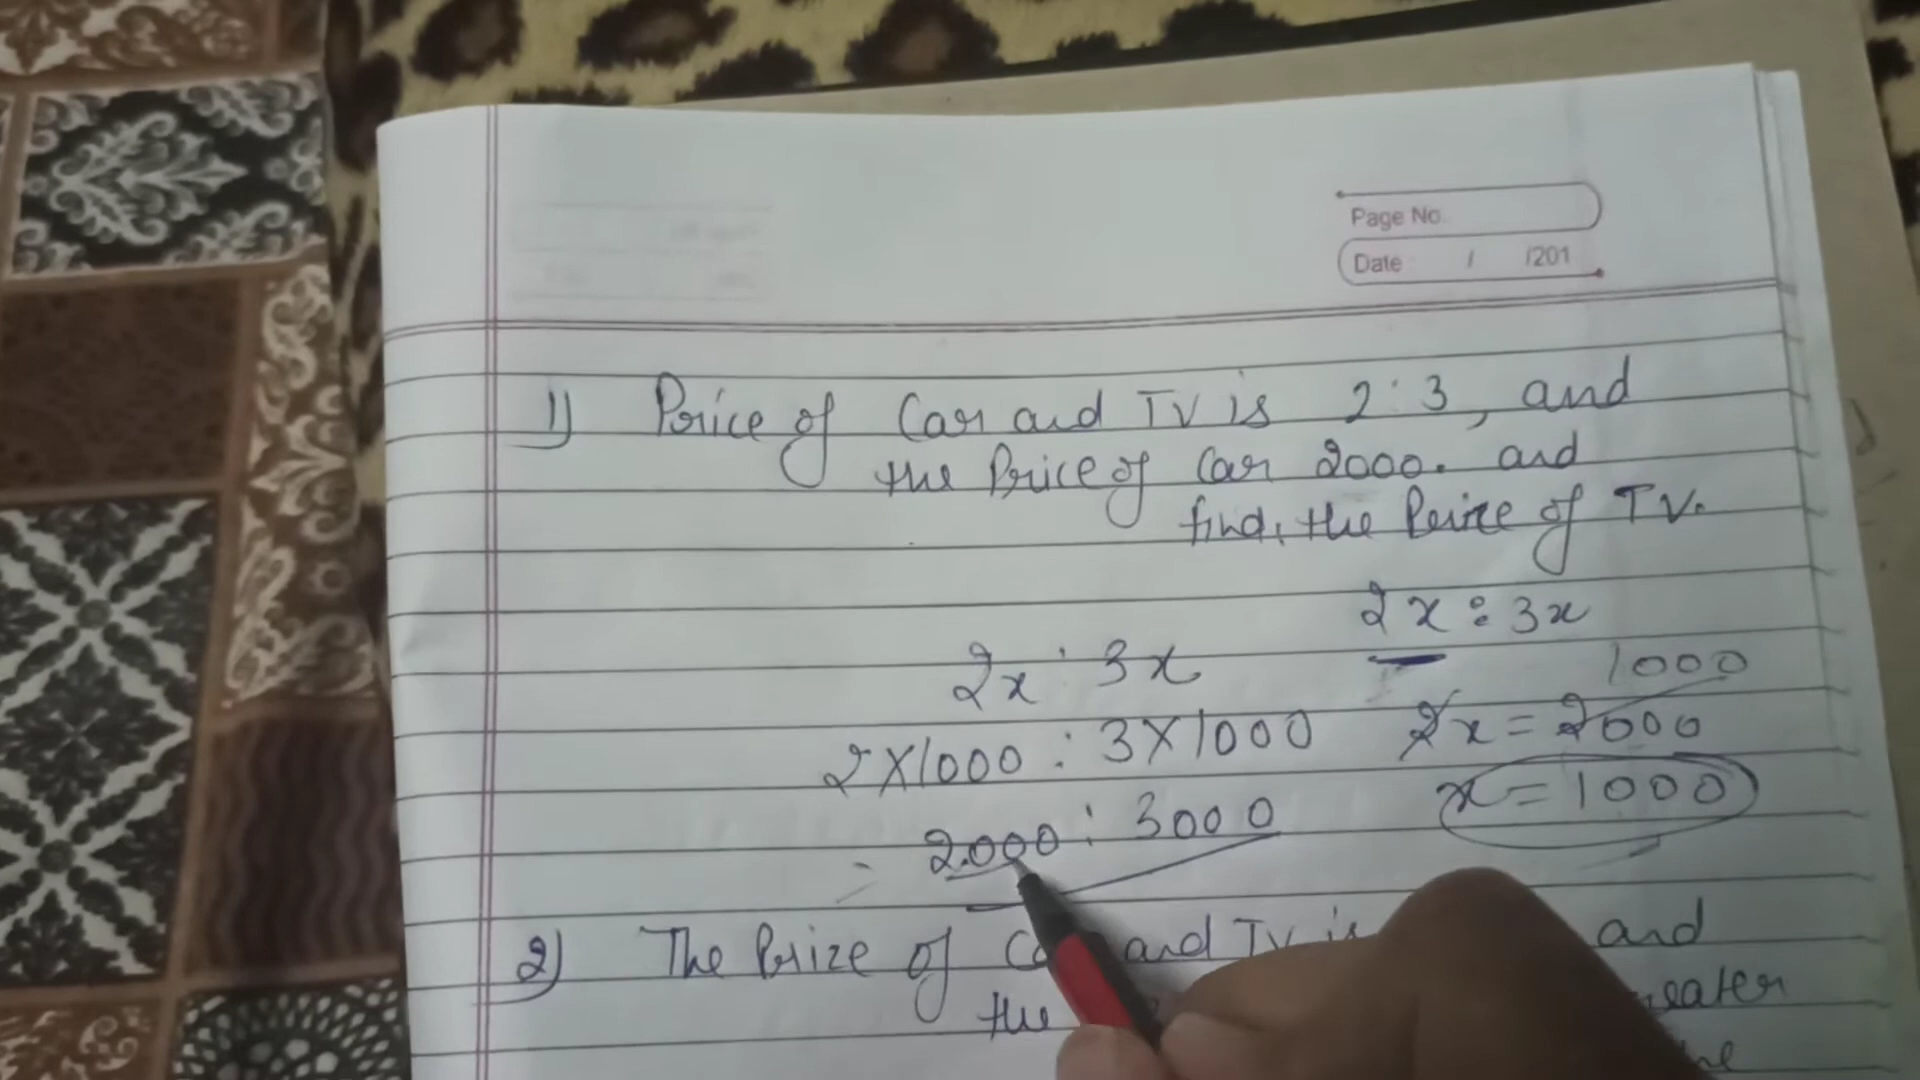 Page No.
Date / /201
1) Price of Car and TV is 2:3, and
the Price of Car 2000. and
find, the Price of TV.
2x : 3x
2x : 3x
1000
2x = 2000
2X1000 : 3X1000
x = 1000
= 2000 : 3000
2) The Prize of and TV is and
the